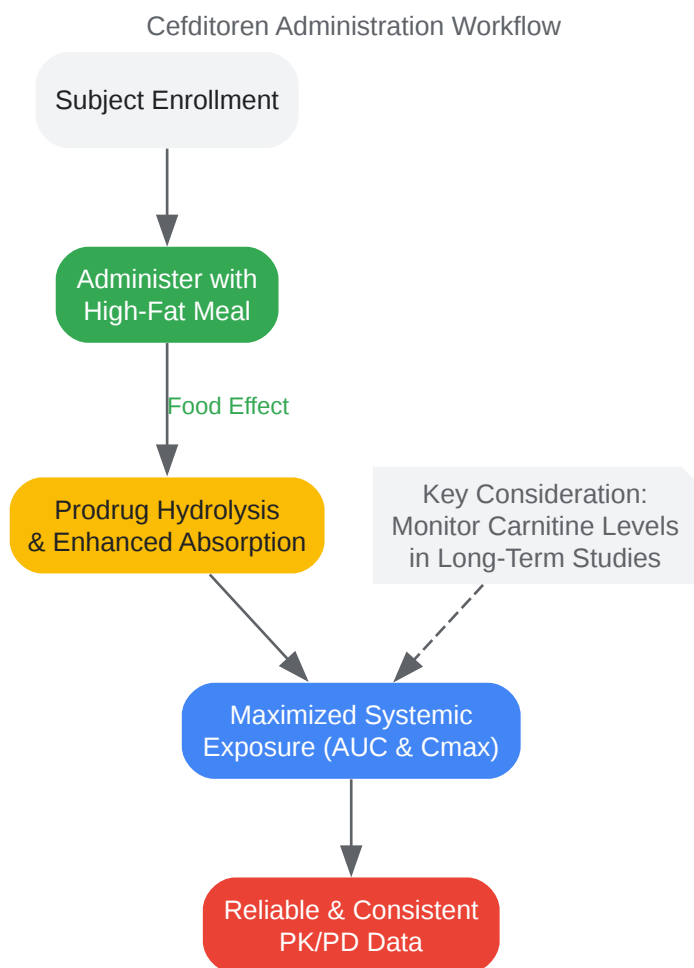 Cefditoren Administration Workflow
Subject Enrollment
Administer with
High-Fat Meal
Food Effect
Prodrug Hydrolysis
& Enhanced Absorption
Key Consideration:
Monitor Carnitine Levels
in Long-Term Studies
Maximized Systemic
Exposure (AUC & Cmax)
Reliable & Consistent
PK/PD Data